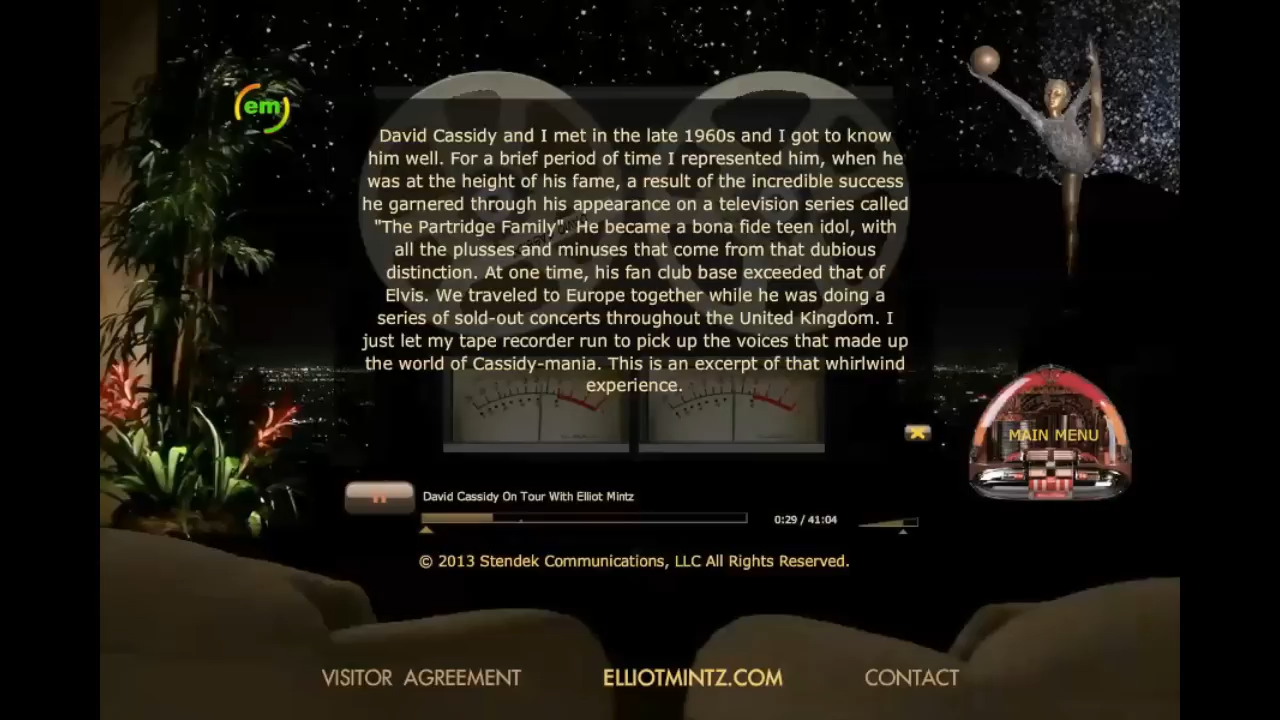 em
David Cassidy and I met in the late 1960s and I got to know
him well. For a brief period of time I represented him, when he
was at the height of his fame, a result of the incredible success
he garnered through his appearance on a television series called
"The Partridge Family". He became a bona fide teen idol, with
all the plusses and minuses that come from that dubious
distinction. At one time, his fan club base exceeded that of
Elvis. We traveled to Europe together while he was doing a
series of sold-out concerts throughout the United Kingdom. I
just let my tape recorder run to pick up the voices that made up
the world of Cassidy-mania. This is an excerpt of that whirlwind
experience.
MAIN MENU
David Cassidy On Tour With Elliot Mintz
0:29 / 41:04
© 2013 Stendek Communications, LLC All Rights Reserved.
VISITOR AGREEMENT
ELLIOTMINTZ.COM
CONTACT